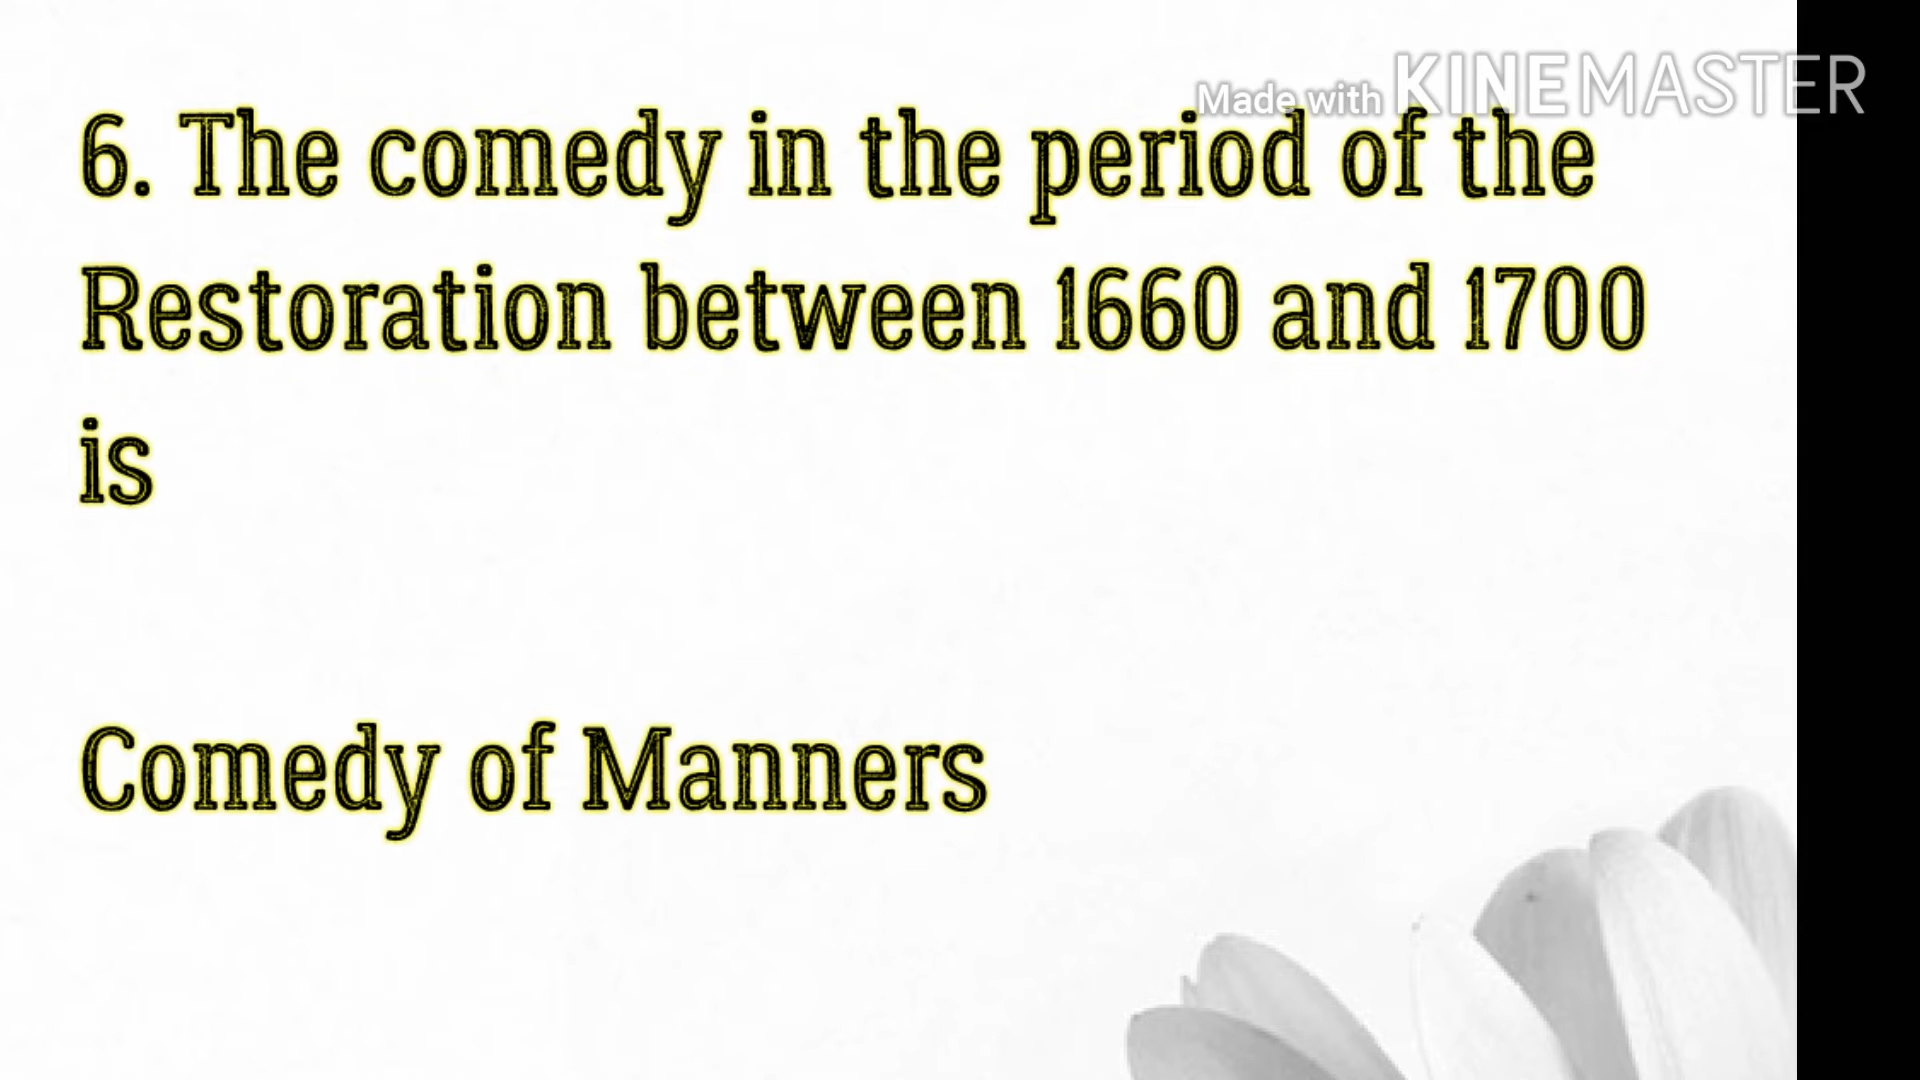 Made with KINEMASTER
6. The comedy in the period of the
Restoration between 1660 and 1700
is
Comedy of Manners